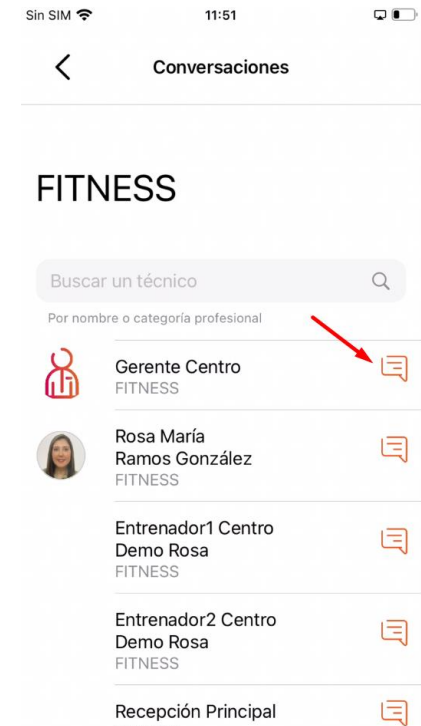 Sin SIM 11:51
Conversaciones
FITNESS
Buscar un técnico
Por nombre o categoría profesional
Gerente Centro
FITNESS
Rosa María
Ramos González
FITNESS
Entrenador1 Centro
Demo Rosa
FITNESS
Entrenador2 Centro
Demo Rosa
FITNESS
Recepción Principal